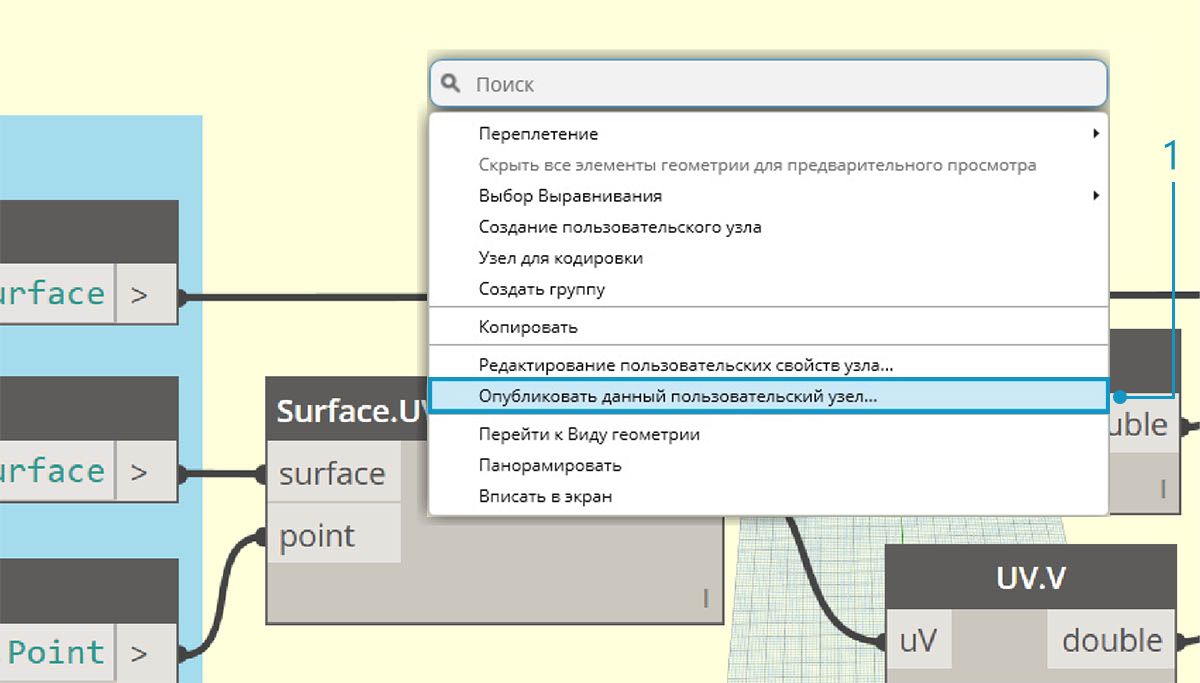 Поиск
Переплетение
Скрыть все элементы геометрии для предварительного просмотра
Выбор Выравнивания
Создание пользовательского узла
Узел для кодировки
Создать группу
Копировать
Редактирование пользовательских свойств узла...
Опубликовать данный пользовательский узел...
Перейти к Виду геометрии
Панорамировать
Вписать в экран
1
urface >
urface >
Point >
Surface.UV
surface
point
l
uble
l
UV.V
uV double